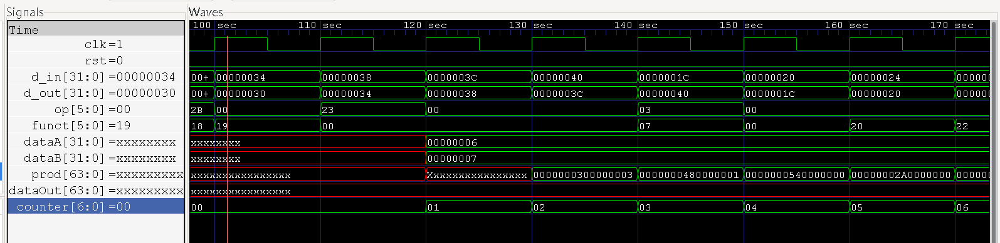 Signals Waves
Time 100 sec 110 sec 120 sec 130 sec 140 sec 150 sec 160 sec 170 sec
clk=1
rst=0
d_in[31:0] =00000034 00+ 00000034 00000038 0000003C 00000040 0000001C 00000020 00000024 000000
d_out[31:0] =00000030 00+ 00000030 00000034 00000038 0000003C 00000040 0000001C 00000020 000000
op[5:0] =00 2B 00 23 00 03 00
funct[5:0] =19 18 19 00 07 00 20 22
dataA[31:0] =xxxxxxxx xxxxxxxx 00000006
dataB[31:0] =xxxxxxxx xxxxxxxx 00000007
prod[63:0] =xxxxxxxxx xxxxxxxxxxxxxxxx Xxxxxxxxxxxxxxxx 0000000300000003 0000000480000001 0000000540000000 0000002A0000000 000000
dataOut[63:0] =xxxxxxxxx xxxxxxxxxxxxxxxx
counter[6:0] =00 00 01 02 03 04 05 06